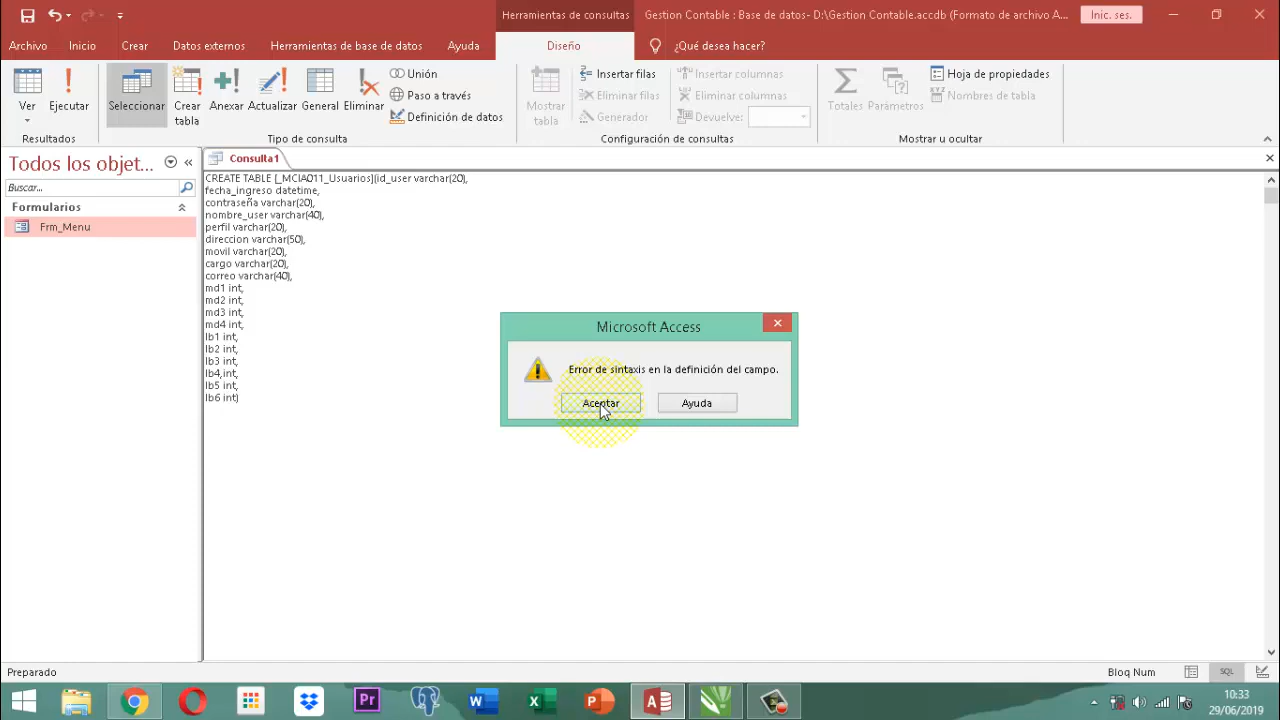 Herramientas de consultas
Gestion Contable : Base de datos- D:\Gestion Contable.accdb (Formato de archivo A...
Inic. ses.
Archivo
Inicio
Crear
Datos externos
Herramientas de base de datos
Ayuda
Diseño
¿Qué desea hacer?
Ver
Ejecutar
Seleccionar
Crear
tabla
Anexar
Actualizar
General
Eliminar
Unión
Paso a través
Definición de datos
Mostrar
tabla
Insertar filas
Eliminar filas
Generador
Insertar columnas
Eliminar columnas
Devuelve:
Totales
Parámetros
Hoja de propiedades
Nombres de tabla
Resultados
Tipo de consulta
Configuración de consultas
Mostrar u ocultar
Todos los objet...
Buscar...
Formularios
Frm_Menu
Consulta1
CREATE TABLE [_MCIA011_Usuarios](id_user varchar(20),
fecha_ingreso datetime,
contraseña varchar(20),
nombre_user varchar(40),
perfil varchar(20),
direccion varchar(50),
movil varchar(20),
cargo varchar(20),
correo varchar(40),
md1 int,
md2 int,
md3 int,
md4 int,
lb1 int,
lb2 int,
lb3 int,
lb4,int,
lb5 int,
lb6 int)
Microsoft Access
Error de sintaxis en la definición del campo.
Aceptar
Ayuda
Preparado
Bloq Num
SQL
Pr
10:33
29/06/2019